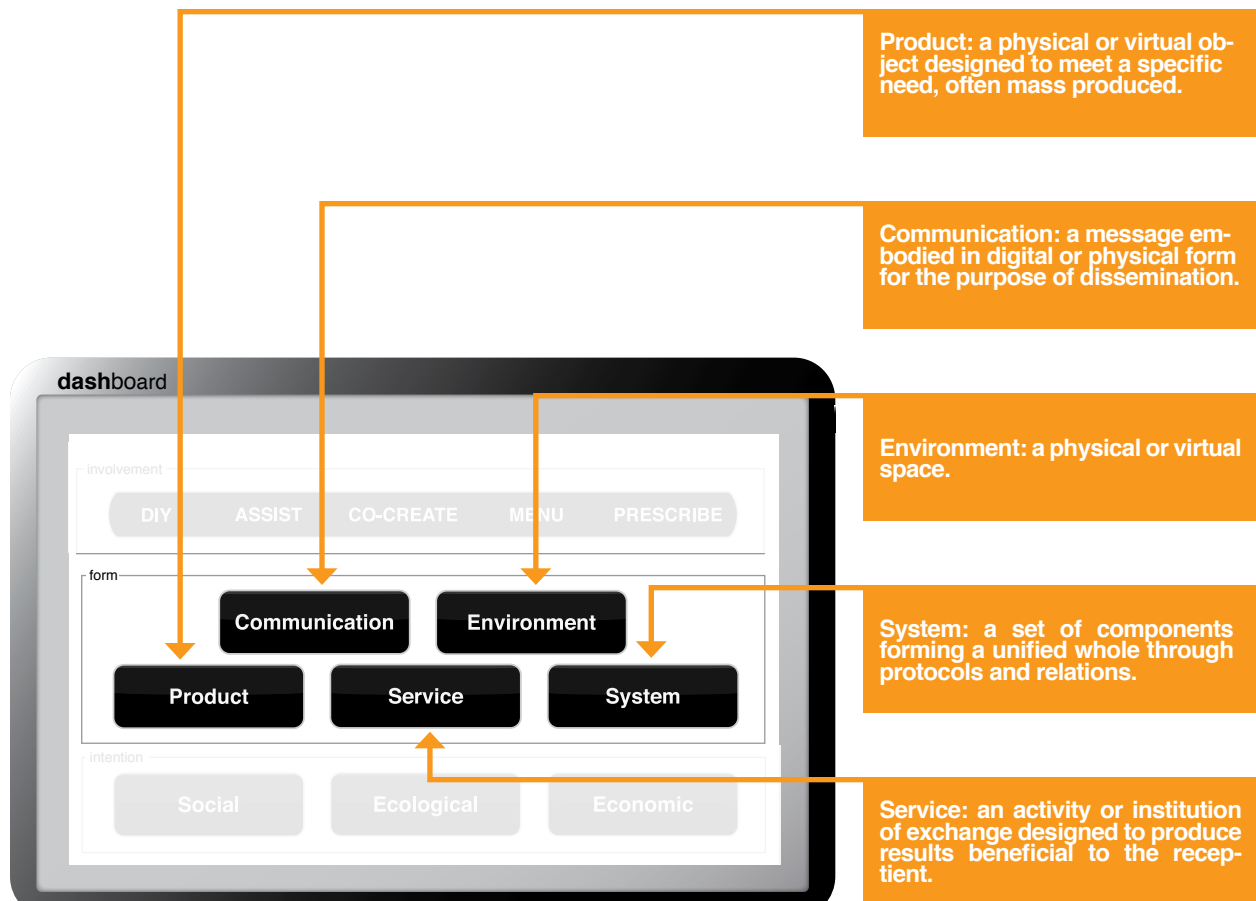 Product: a physical or virtual ob-
ject designed to meet a specific
need, often mass produced.
Communication: a message em-
bodied in digital or physical form
for the purpose of dissemination.
dashboard
Environment: a physical or virtual
space.
involvement
DIY ASSIST CO-CREATE MENU PRESCRIBE
form
Communication Environment
Product Service System
System: a set of components
forming a unified whole through
protocols and relations.
intention
Social Ecological Economic
Service: an activity or institution
of exchange designed to produce
results beneficial to the recep-
tient.